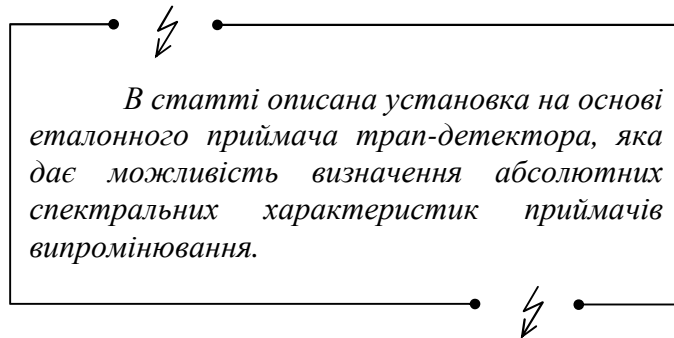 В статті описана установка на основі
еталонного приймача трап-детектора, яка
дає можливість визначення абсолютних
спектральних характеристик приймачів
випромінювання.